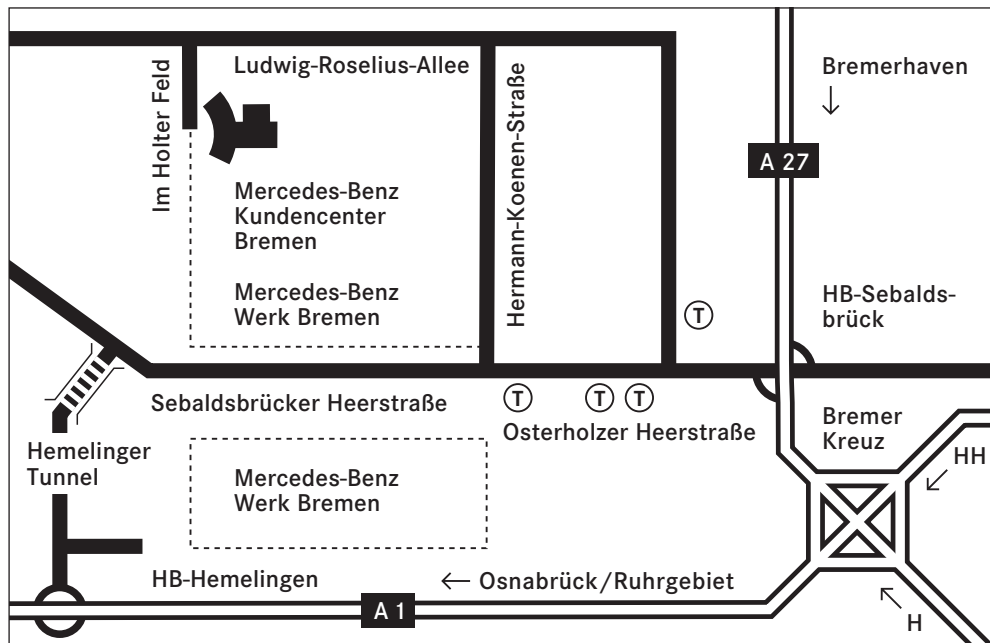 Ludwig-Roselius-Allee
Bremerhaven
↓
Im Holter Feld
Hermann-Koenen-Straße
A 27
Mercedes-Benz
Kundencenter
Bremen
Mercedes-Benz
Werk Bremen
HB-Sebalds-
brück
T
Sebaldsbrücker Heerstraße
T
T
T
Osterholzer Heerstraße
Bremer
Kreuz
Hemelinger
Tunnel
HH
Mercedes-Benz
Werk Bremen
HB-Hemelingen
← Osnabrück/Ruhrgebiet
A 1
H